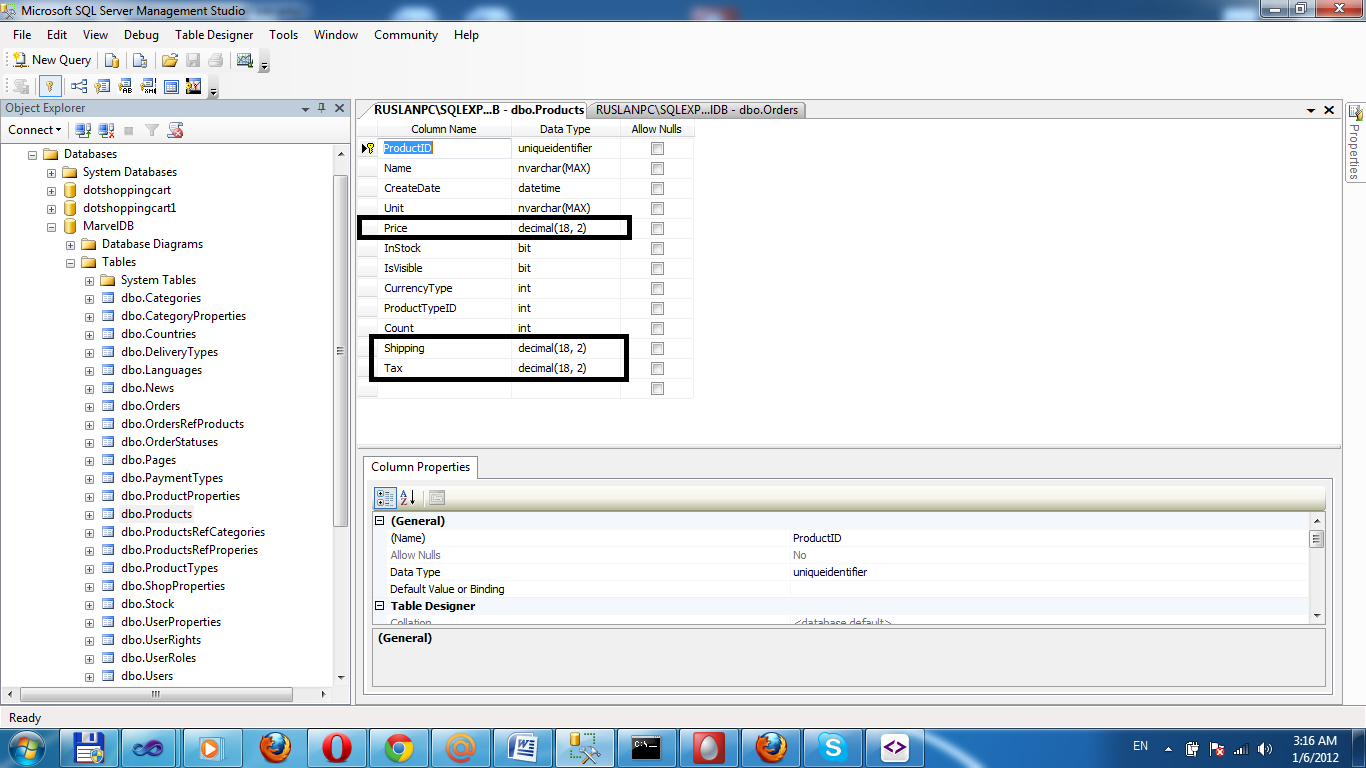 Microsoft SQL Server Management Studio
File Edit View Debug Table Designer Tools Window Community Help
New Query
Object Explorer
Connect
Databases
System Databases
dotshoppingcart
dotshoppingcart1
MarvelDB
Database Diagrams
Tables
System Tables
dbo.Categories
dbo.CategoryProperties
dbo.Countries
dbo.DeliveryTypes
dbo.Languages
dbo.News
dbo.Orders
dbo.OrdersRefProducts
dbo.OrderStatuses
dbo.Pages
dbo.PaymentTypes
dbo.ProductProperties
dbo.Products
dbo.ProductsRefCategories
dbo.ProductsRefProperies
dbo.ProductTypes
dbo.ShopProperties
dbo.Stock
dbo.UserProperties
dbo.UserRights
dbo.UserRoles
dbo.Users
RUSLANPC\SQLEXP...B - dbo.Products RUSLANPC\SQLEXP...IDB - dbo.Orders
Column Name Data Type Allow Nulls
ProductID uniqueidentifier
Name nvarchar(MAX)
CreateDate datetime
Unit nvarchar(MAX)
Price decimal(18, 2)
InStock bit
IsVisible bit
CurrencyType int
ProductTypeID int
Count int
Shipping decimal(18, 2)
Tax decimal(18, 2)
Column Properties
(General)
(Name) ProductID
Allow Nulls No
Data Type uniqueidentifier
Default Value or Binding
Table Designer
Collation <database default>
(General)
Properties
Ready
EN
3:16 AM
1/6/2012